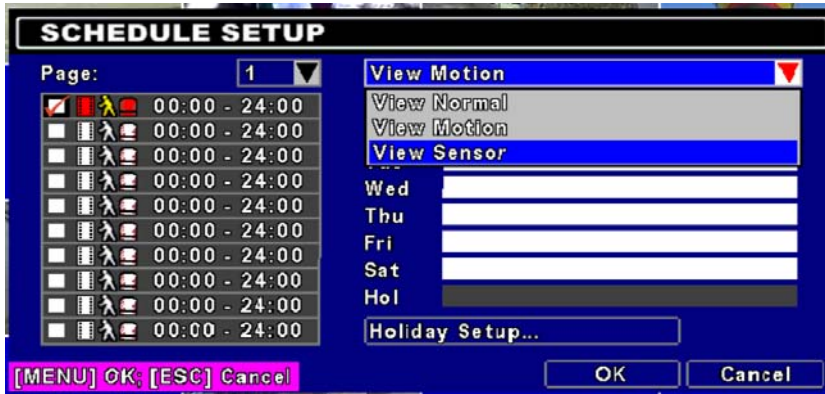 SCHEDULE SETUP
Page:
1
00:00 - 24:00
00:00 - 24:00
00:00 - 24:00
00:00 - 24:00
00:00 - 24:00
00:00 - 24:00
00:00 - 24:00
00:00 - 24:00
00:00 - 24:00
00:00 - 24:00
View Motion
View Normal
View Motion
View Sensor
Wed
Thu
Fri
Sat
Hol
Holiday Setup...
[MENU] OK; [ESC] Cancel
OK
Cancel